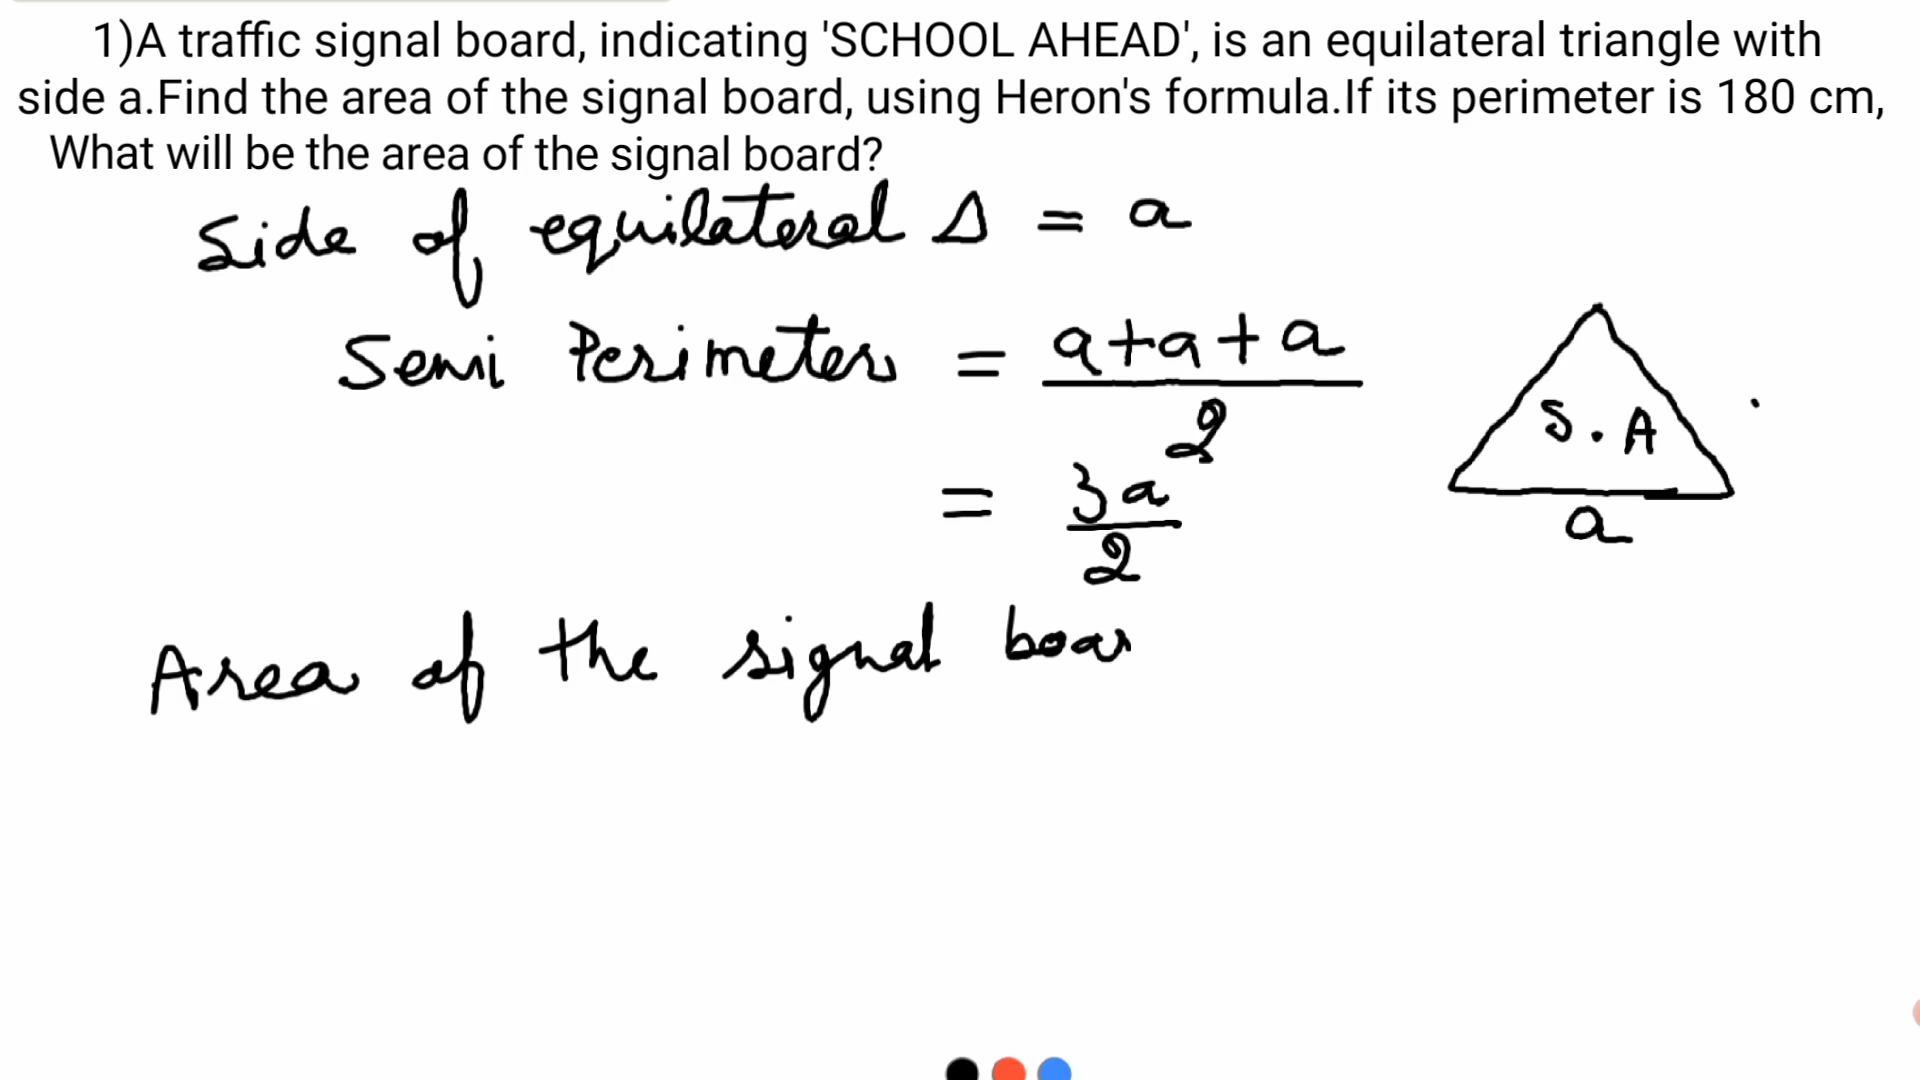 1)A traffic signal board, indicating 'SCHOOL AHEAD', is an equilateral triangle with
side a.Find the area of the signal board, using Heron's formula.If its perimeter is 180 cm,
What will be the area of the signal board?
Side of equilateral Δ = a
Semi Perimeter = a+a+a
2
= 3a
2
S.A
a
Area of the signal boar